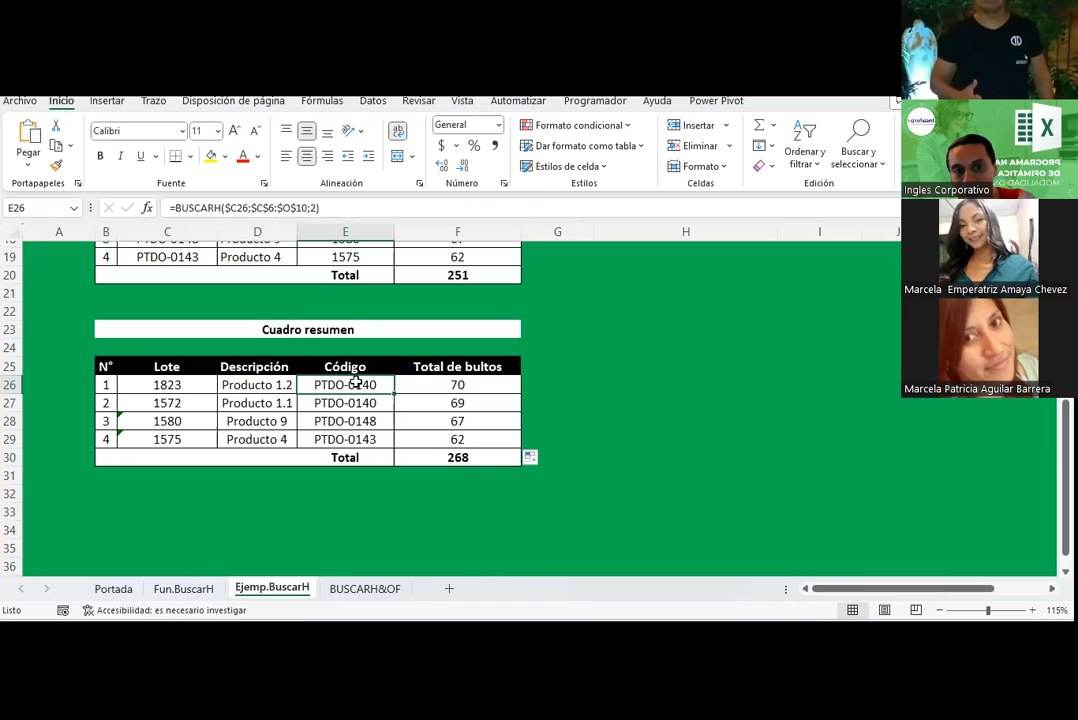 Archivo Inicio Insertar Trazo Disposición de página Fórmulas Datos Revisar Vista Automatizar Programador Ayuda Power Pivot
Pegar
Portapapeles
Calibri 11
N K S
Fuente
ab
Alineación
General
$ % 000
Número
Formato condicional
Dar formato como tabla
Estilos de celda
Estilos
Insertar
Eliminar
Formato
Celdas
Ordenar y filtrar
Buscar y seleccionar
Edición
E26 fx =BUSCARH($C26;$C$6:$O$10;2)
A B C D E F G H I J
19 4 PTDO-0143 Producto 4 1575 62
20 Total 251
21
22
23 Cuadro resumen
24
25 N° Lote Descripción Código Total de bultos
26 1 1823 Producto 1.2 PTDO-0140 70
27 2 1572 Producto 1.1 PTDO-0140 69
28 3 1580 Producto 9 PTDO-0148 67
29 4 1575 Producto 4 PTDO-0143 62
30 Total 268
31
32
33
34
35
36
Portada Fun.BuscarH Ejemp.BuscarH BUSCARH&OF
Listo Accesibilidad: es necesario investigar 115%
Ingles Corporativo
Marcela Emperatriz Amaya Chevez
Marcela Patricia Aguilar Barrera